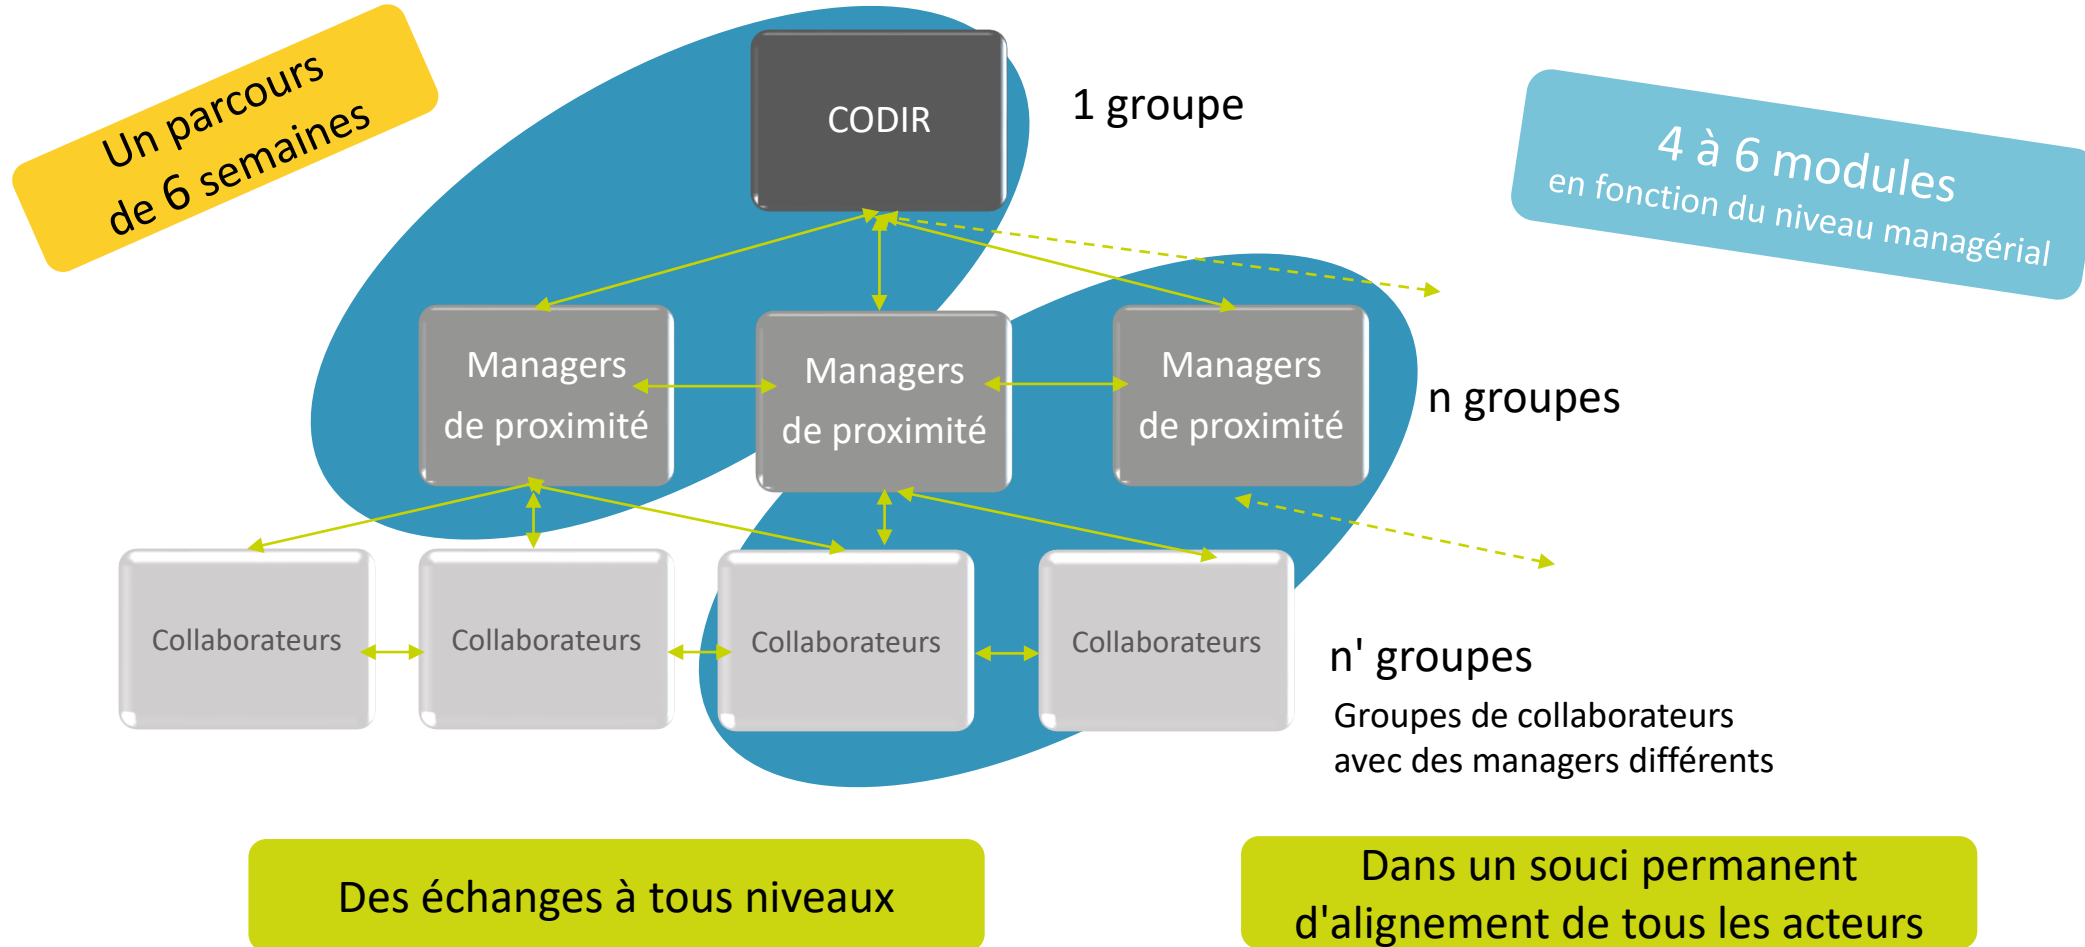 Un parcours
de 6 semaines
CODIR
1 groupe
4 à 6 modules
en fonction du niveau managérial
Managers
de proximité
Managers
de proximité
Managers
de proximité
n groupes
Collaborateurs
Collaborateurs
Collaborateurs
Collaborateurs
n' groupes
Groupes de collaborateurs
avec des managers différents
Des échanges à tous niveaux
Dans un souci permanent
d'alignement de tous les acteurs